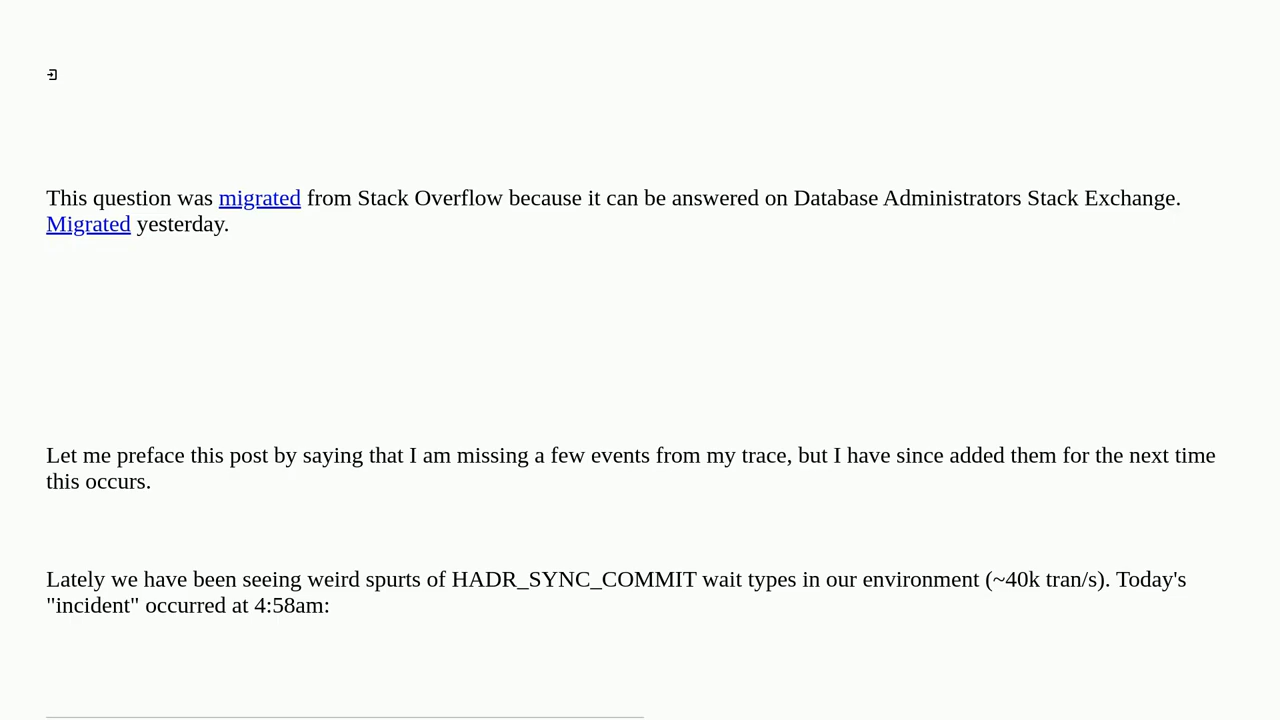 This question was migrated from Stack Overflow because it can be answered on Database Administrators Stack Exchange.
Migrated yesterday.
Let me preface this post by saying that I am missing a few events from my trace, but I have since added them for the next time
this occurs.
Lately we have been seeing weird spurts of HADR_SYNC_COMMIT wait types in our environment (~40k tran/s). Today's
"incident" occurred at 4:58am: